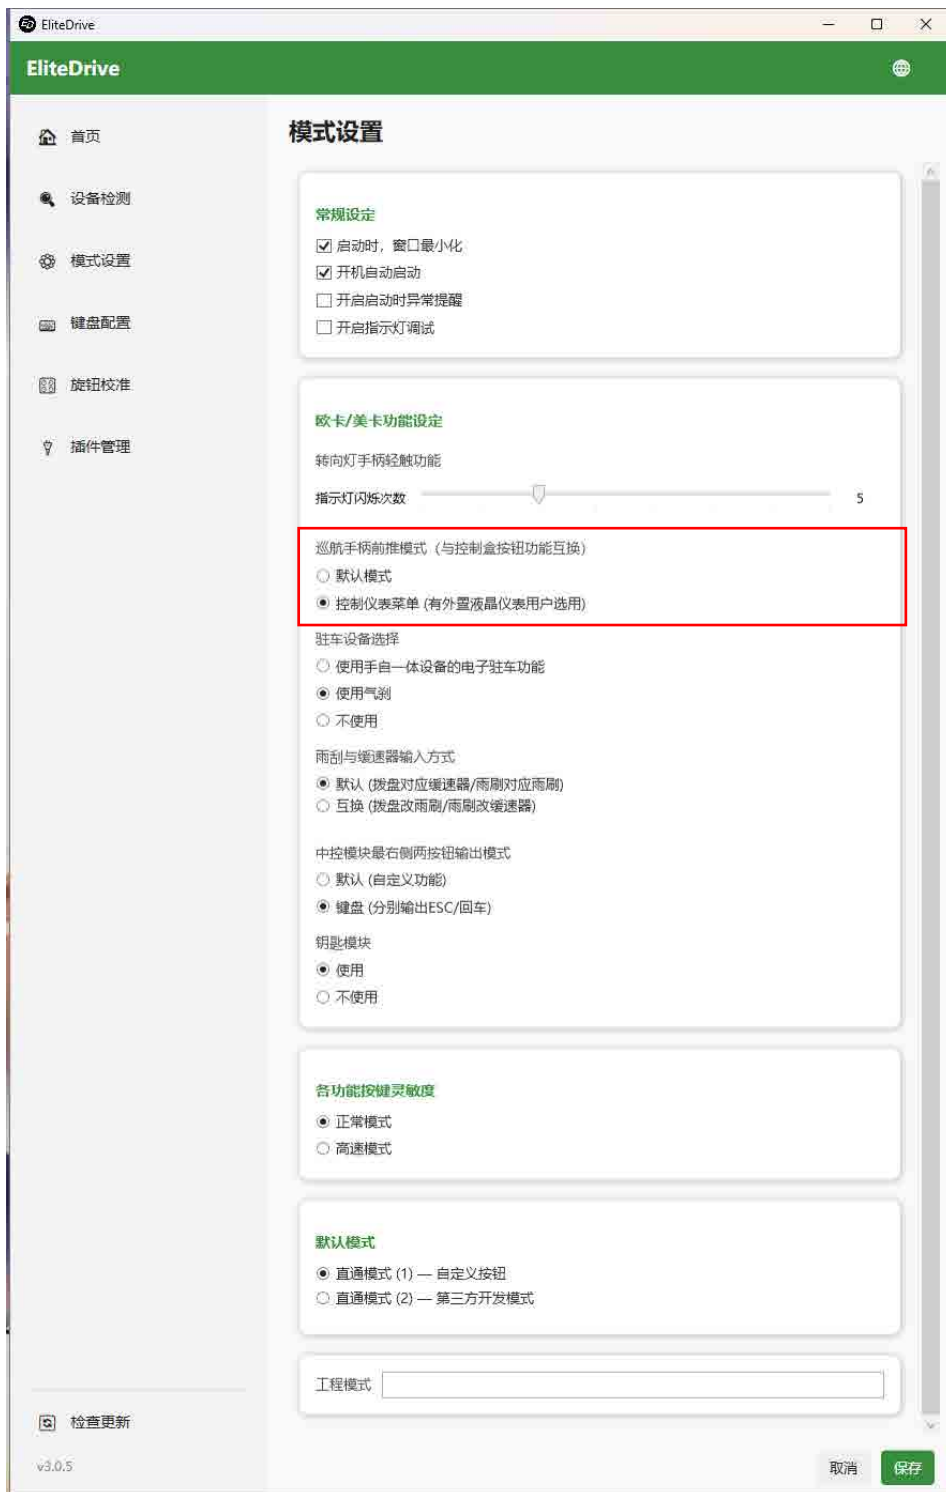 EliteDrive
EliteDrive
首页
设备检测
模式设置
键盘配置
旋钮校准
插件管理
检查更新
v3.0.5
模式设置
常规设定
启动时，窗口最小化
开机自动启动
开启启动时异常提醒
开启指示灯调试
欧卡/美卡功能设定
转向灯手柄轻触功能
指示灯闪烁次数 5
巡航手柄前推模式（与控制盒按钮功能互换）
默认模式
控制仪表菜单 (有外置液晶仪表用户选用)
驻车设备选择
使用手自一体设备的电子驻车功能
使用气刹
不使用
雨刮与缓速器输入方式
默认 (拨盘对应缓速器/雨刷对应雨刷)
互换 (拨盘改雨刷/雨刷改缓速器)
中控模块最右侧两按钮输出模式
默认 (自定义功能)
键盘 (分别输出ESC/回车)
钥匙模块
使用
不使用
各功能按键灵敏度
正常模式
高速模式
默认模式
直通模式 (1) — 自定义按钮
直通模式 (2) — 第三方开发模式
工程模式
取消 保存